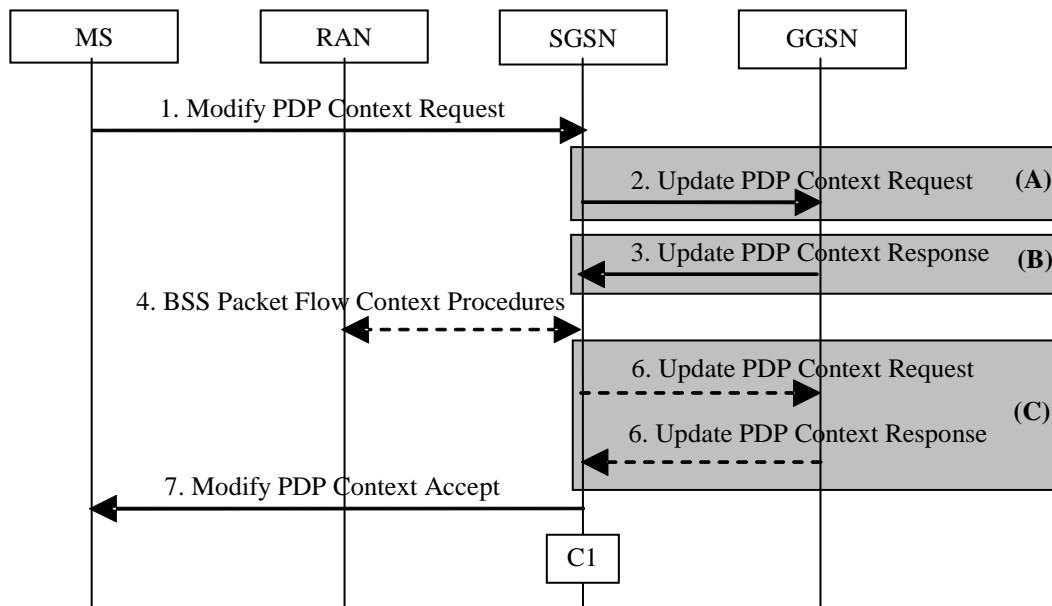 MS
RAN
SGSN
GGSN
1. Modify PDP Context Request
2. Update PDP Context Request
(A)
3. Update PDP Context Response
(B)
4. BSS Packet Flow Context Procedures
6. Update PDP Context Request
(C)
6. Update PDP Context Response
7. Modify PDP Context Accept
C1